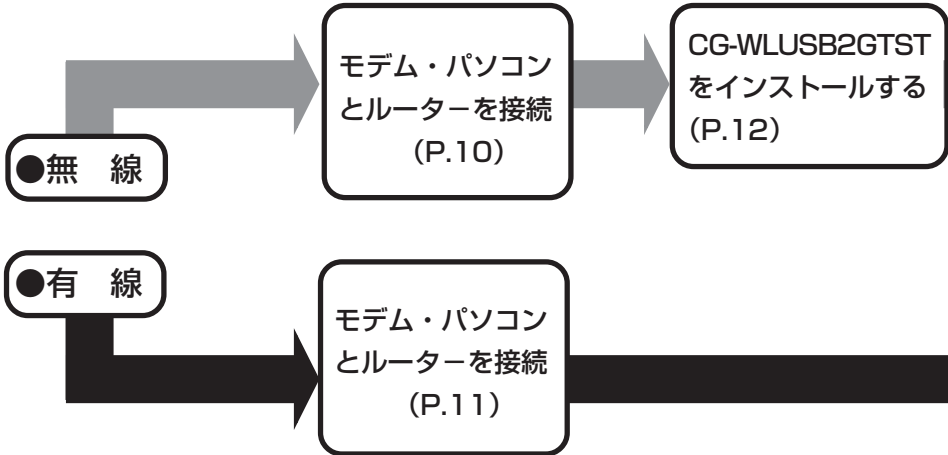 モデム・パソコン
とルーターを接続
(P.10)
CG-WLUSB2GTST
をインストールする
(P.12)
●無　線
●有　線
モデム・パソコン
とルーターを接続
(P.11)